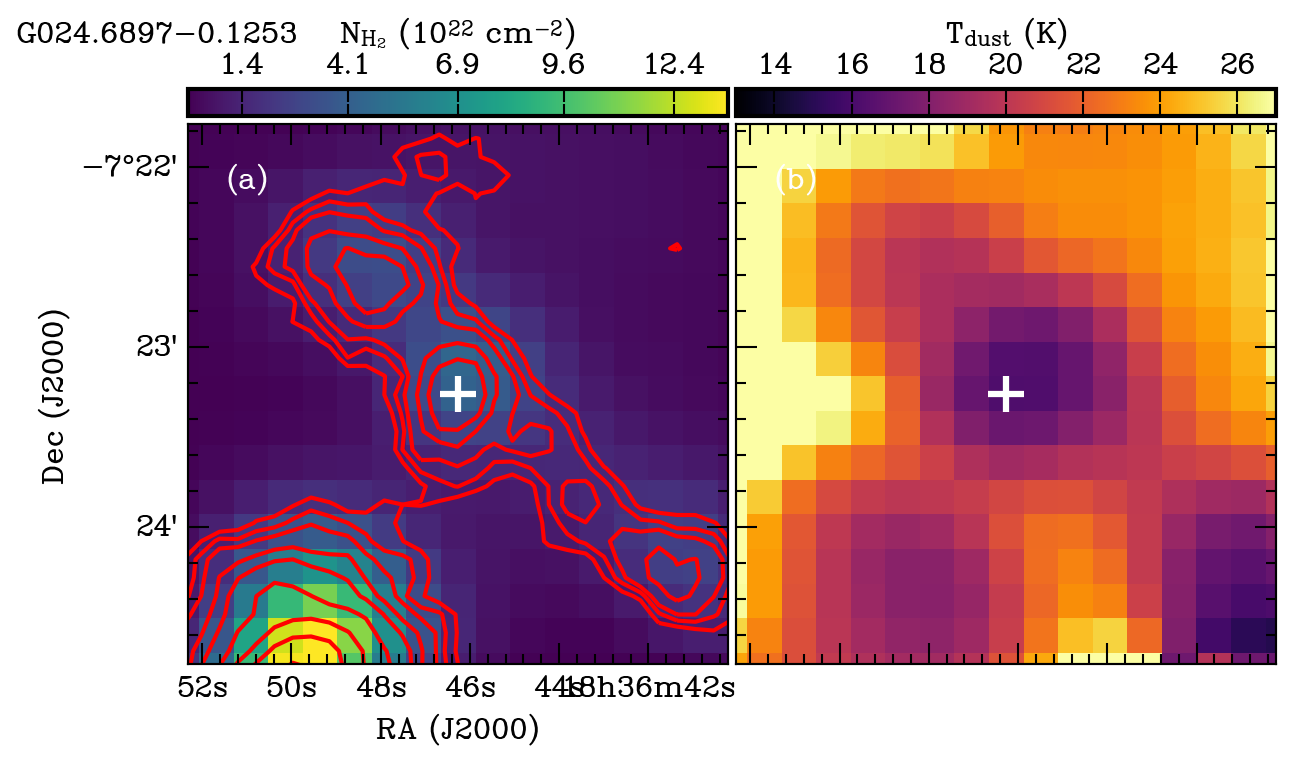 G024.6897−0.1253 N_H₂ (10²² cm⁻²) T_dust (K)
1.4 4.1 6.9 9.6 12.4 14 16 18 20 22 24 26
−7°22'
(a) (b)
23'
Dec (J2000)
24'
52s 50s 48s 46s 44s 18h36m42s
RA (J2000)